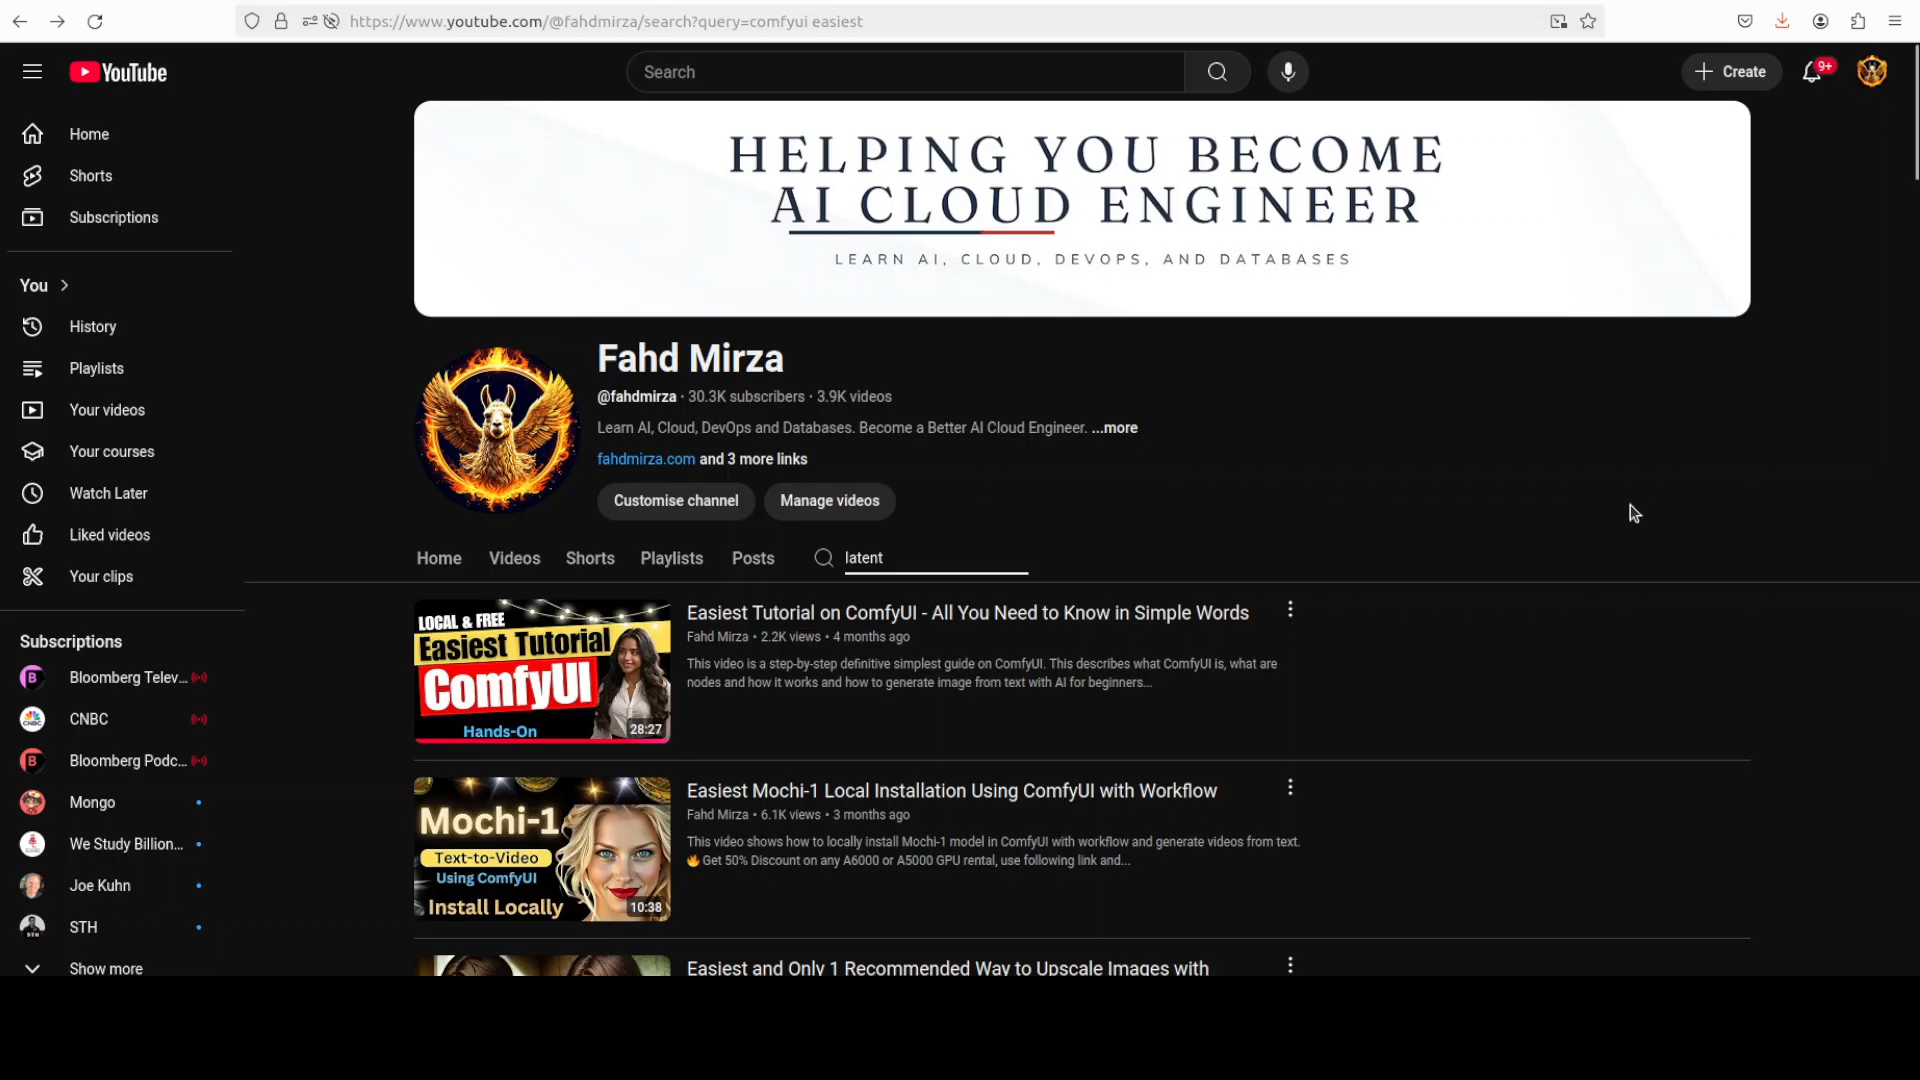 https://www.youtube.com/@fahdmirza/search?query=comfyui easiest
YouTube
Search
Create
9+
Home
Shorts
Subscriptions
You
History
Playlists
Your videos
Your courses
Watch Later
Liked videos
Your clips
Subscriptions
Bloomberg Telev...
CNBC
Bloomberg Podc...
Mongo
We Study Billion...
Joe Kuhn
STH
Show more
HELPING YOU BECOME
AI CLOUD ENGINEER
LEARN AI, CLOUD, DEVOPS, AND DATABASES
Fahd Mirza
@fahdmirza • 30.3K subscribers • 3.9K videos
Learn AI, Cloud, DevOps and Databases. Become a Better AI Cloud Engineer. ...more
fahdmirza.com and 3 more links
Customise channel Manage videos
Home Videos Shorts Playlists Posts latent
LOCAL & FREE
Easiest Tutorial
ComfyUI
Hands-On
28:27
Easiest Tutorial on ComfyUI - All You Need to Know in Simple Words
Fahd Mirza • 2.2K views • 4 months ago
This video is a step-by-step definitive simplest guide on ComfyUI. This describes what ComfyUI is, what are
nodes and how it works and how to generate image from text with AI for beginners...
Mochi-1
Text-to-Video
Using ComfyUI
Install Locally
10:38
Easiest Mochi-1 Local Installation Using ComfyUI with Workflow
Fahd Mirza • 6.1K views • 3 months ago
This video shows how to locally install Mochi-1 model in ComfyUI with workflow and generate videos from text.
🔥Get 50% Discount on any A6000 or A5000 GPU rental, use following link and...
Easiest and Only 1 Recommended Way to Upscale Images with